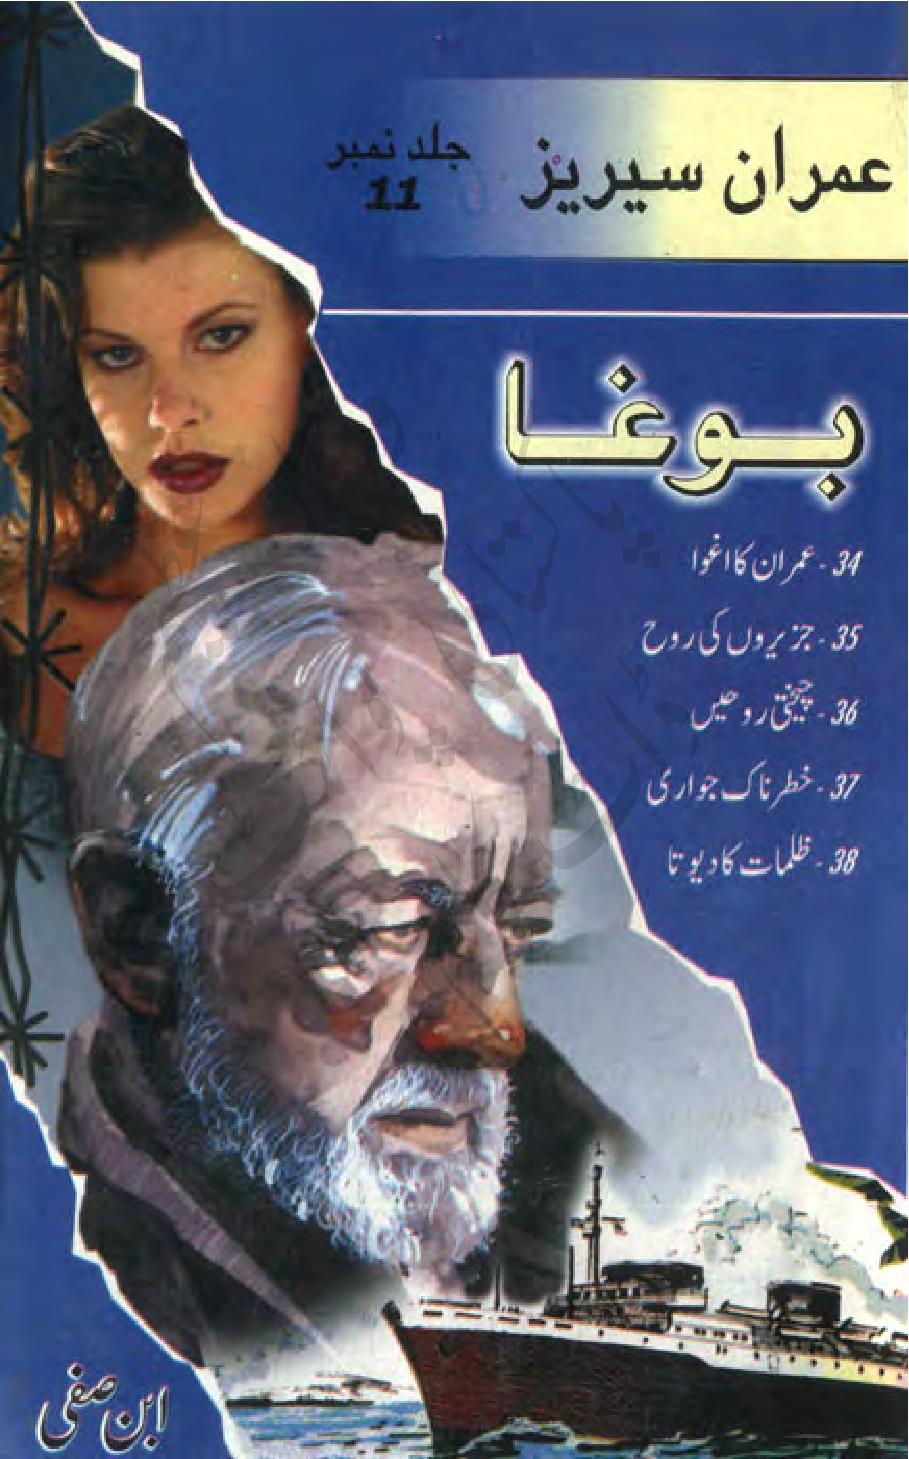 عمران سیریز
جلد نمبر
11
بوغا
34- عمران کا اغوا
35- جزیروں کی روح
36- چیختی روحیں
37- خطرناک جواری
38- ظلمات کا دیوتا
ابن صفی